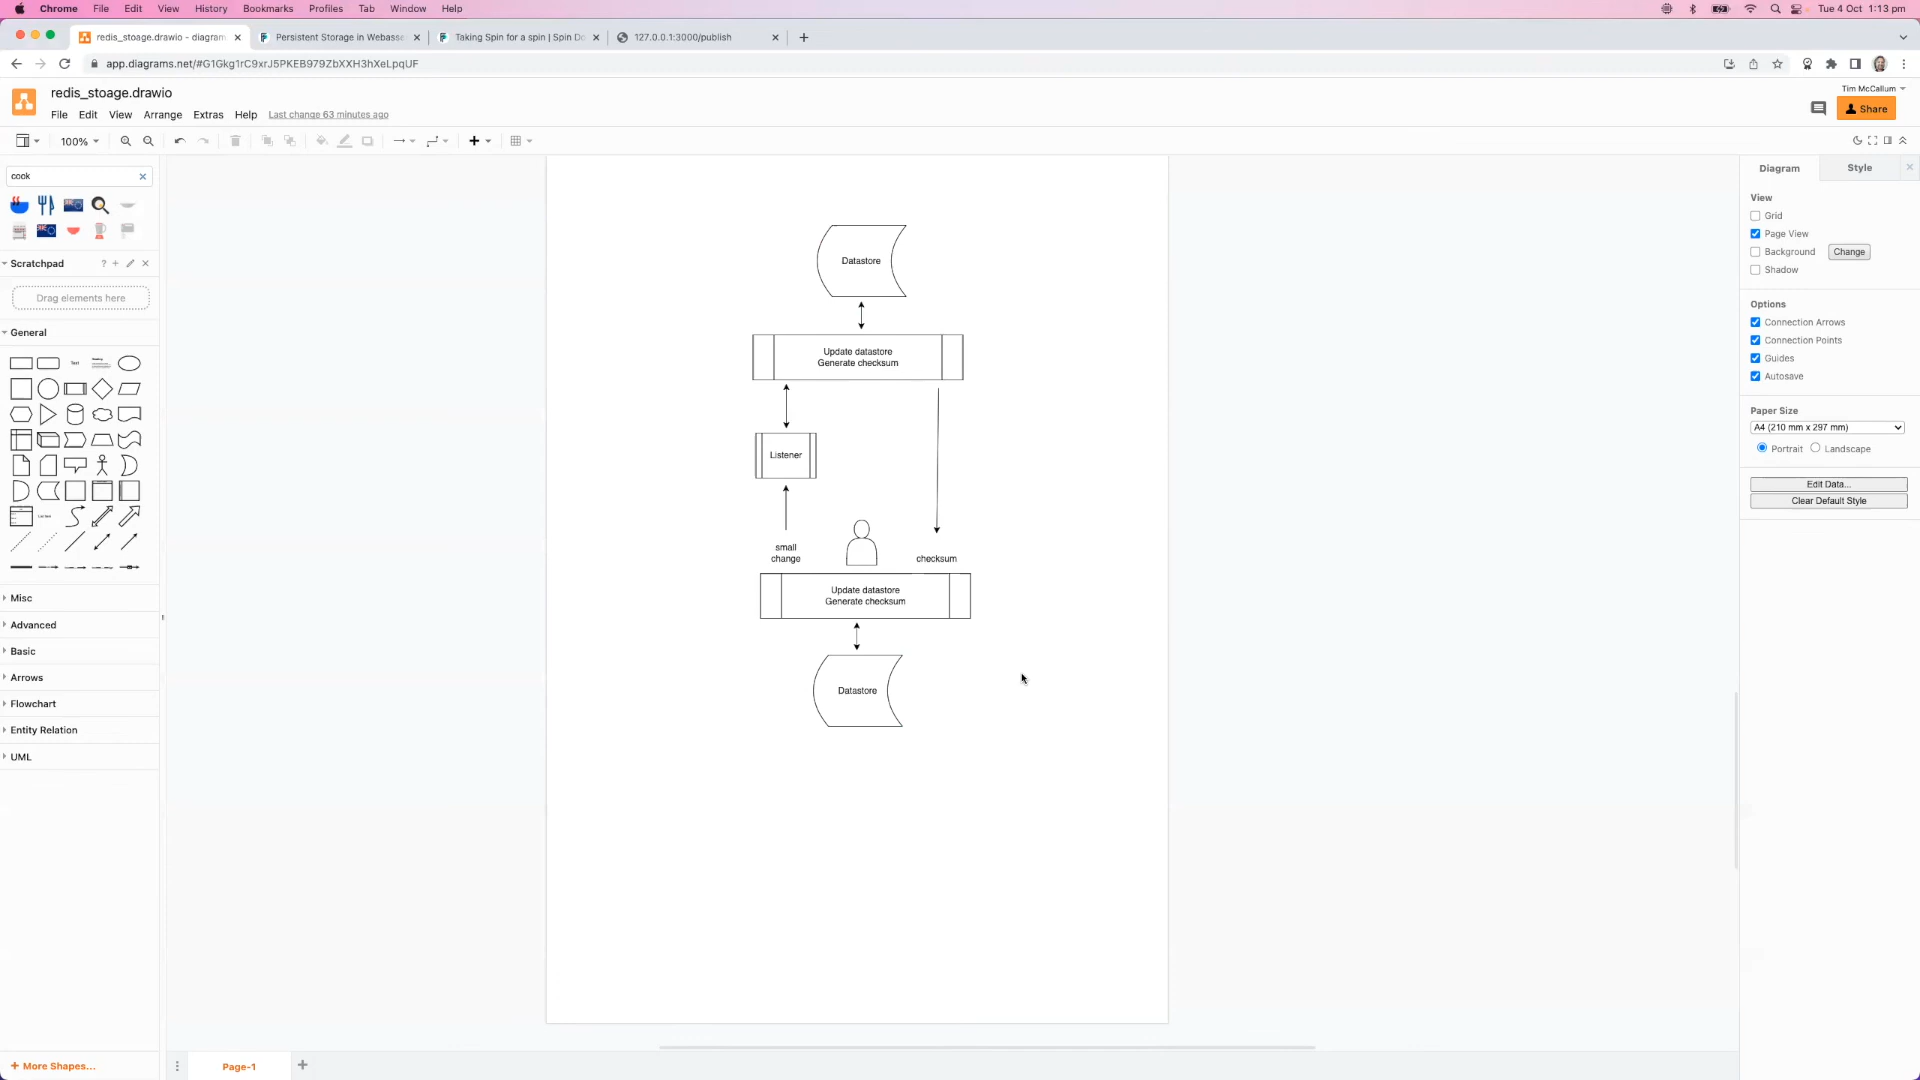 Chrome File Edit View History Bookmarks Profiles Tab Window Help Tue 4 Oct 1:13 pm
redis_stoage.drawio - diagram Persistent Storage in Webasse Taking Spin for a spin | Spin Do 127.0.0.1:3000/publish
app.diagrams.net/#G1Gkg1rC9xrJ5PKEB979ZbXXH3hXeLpqUF
redis_stoage.drawio
Tim McCallum
File Edit View Arrange Extras Help Last change 63 minutes ago
Share
100%
cook
Scratchpad
Drag elements here
General
Text
Misc
Advanced
Basic
Arrows
Flowchart
Entity Relation
UML
+ More Shapes...
Datastore
Update datastore
Generate checksum
Listener
small
change
checksum
Update datastore
Generate checksum
Datastore
Diagram Style
View
Grid
Page View
Background Change
Shadow
Options
Connection Arrows
Connection Points
Guides
Autosave
Paper Size
A4 (210 mm x 297 mm)
Portrait Landscape
Edit Data...
Clear Default Style
Page-1